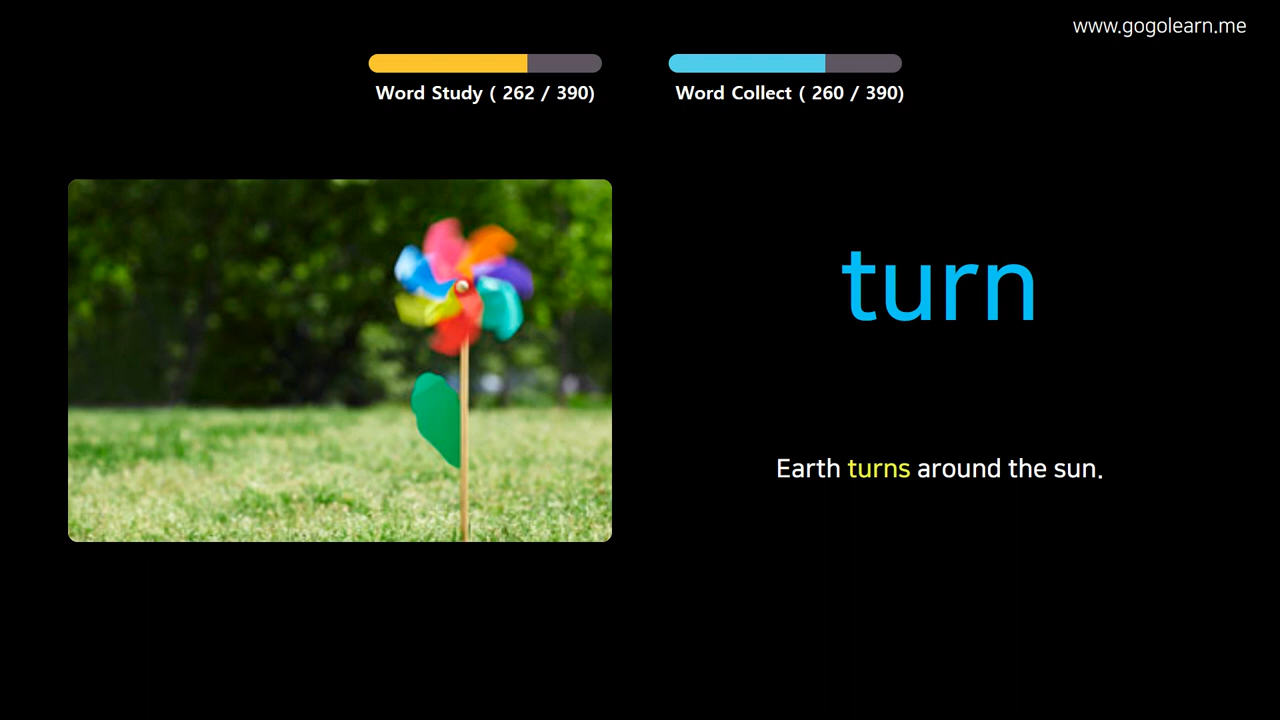 www.gogolearn.me
Word Study ( 262 / 390)
Word Collect ( 260 / 390)
turn
Earth turns around the sun.